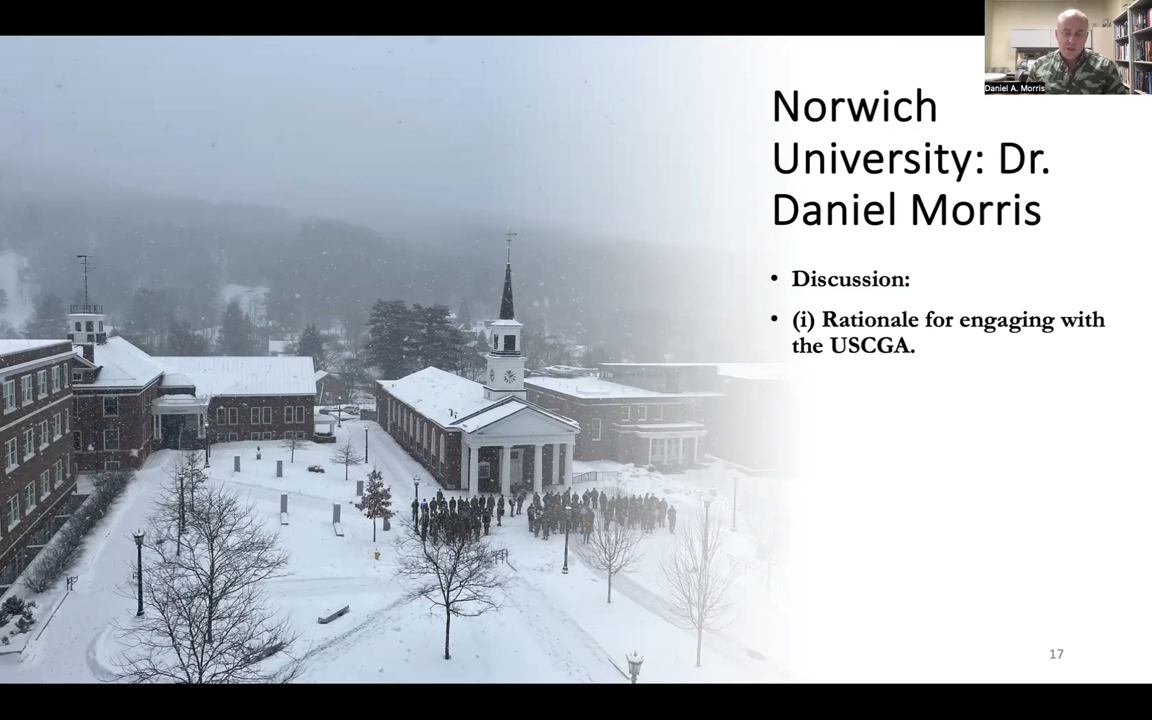 Daniel A. Morris
Norwich
University: Dr.
Daniel Morris
• Discussion:
• (i) Rationale for engaging with
the USCGA.
17